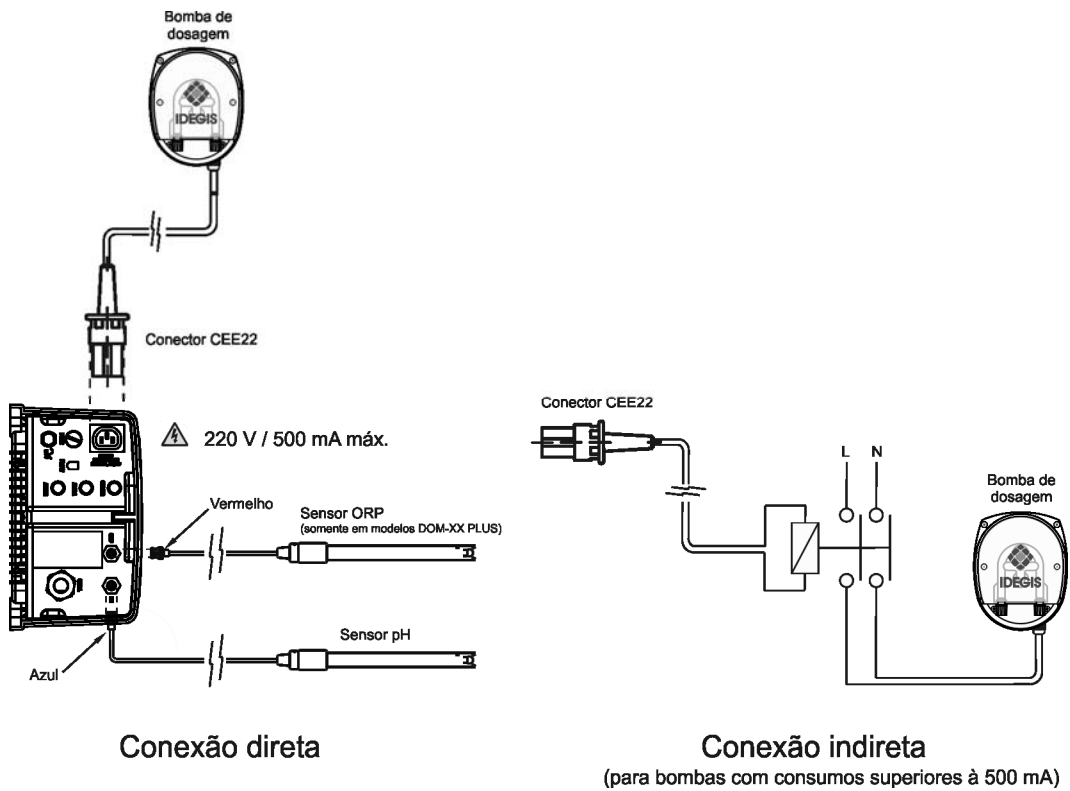 Bomba de
dosagem
IDEGIS
Conector CEE22
220 V / 500 mA máx.
Vermelho
Sensor ORP
(somente em modelos DOM-XX PLUS)
Sensor pH
Azul
Conexão direta
Conector CEE22
L N
Bomba de
dosagem
IDEGIS
Conexão indireta
(para bombas com consumos superiores à 500 mA)